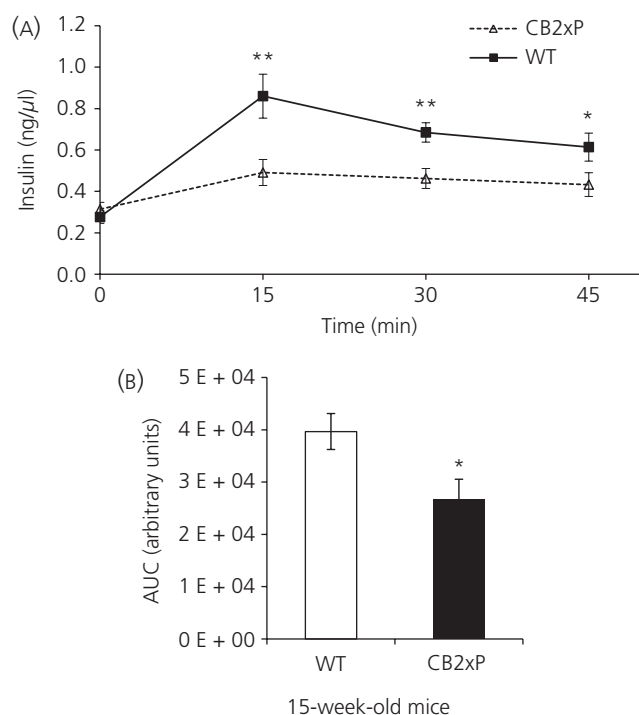 (A)
1.2
1.0
0.8
0.6
0.4
0.2
0.0
Insulin (ng/µl)
CB2xP
WT
**
**
*
0
15
30
45
Time (min)
(B)
5 E + 04
4 E + 04
3 E + 04
2 E + 04
1 E + 04
0 E + 00
AUC (arbitrary units)
*
WT
CB2xP
15-week-old mice